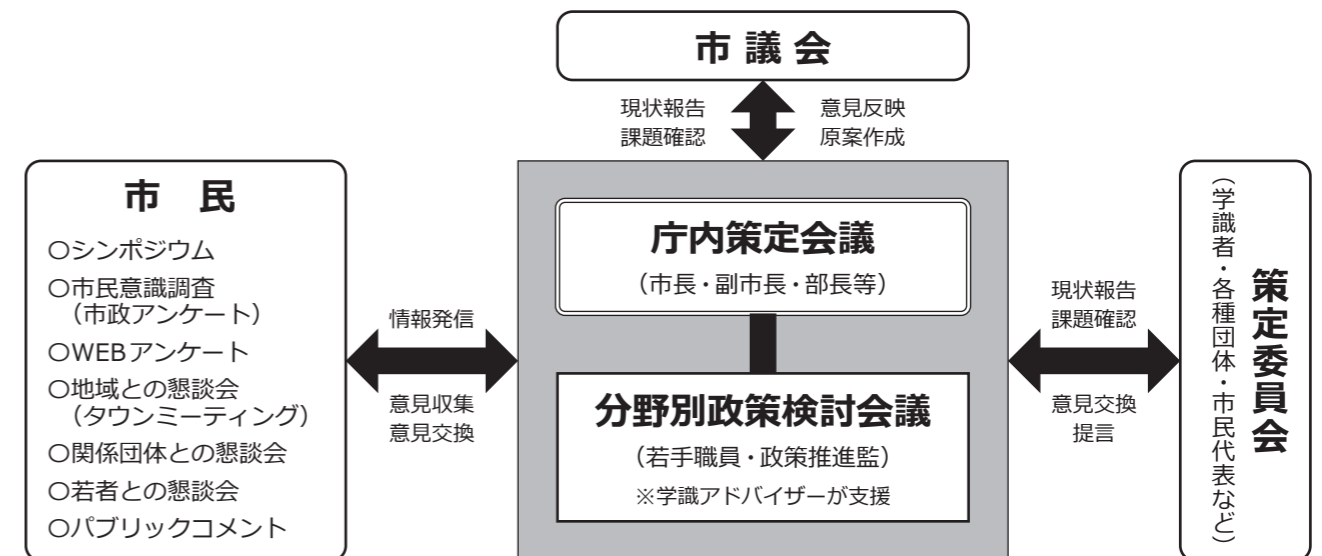 市議会
現状報告
課題確認
意見反映
原案作成
市 民
〇シンポジウム
〇市民意識調査
（市政アンケート）
〇WEBアンケート
〇地域との懇談会
（タウンミーティング）
〇関係団体との懇談会
〇若者との懇談会
〇パブリックコメント
情報発信
意見収集
意見交換
庁内策定会議
（市長・副市長・部長等）
分野別政策検討会議
（若手職員・政策推進監）
※学識アドバイザーが支援
現状報告
課題確認
意見交換
提言
策定委員会
（学識者・各種団体・市民代表など）